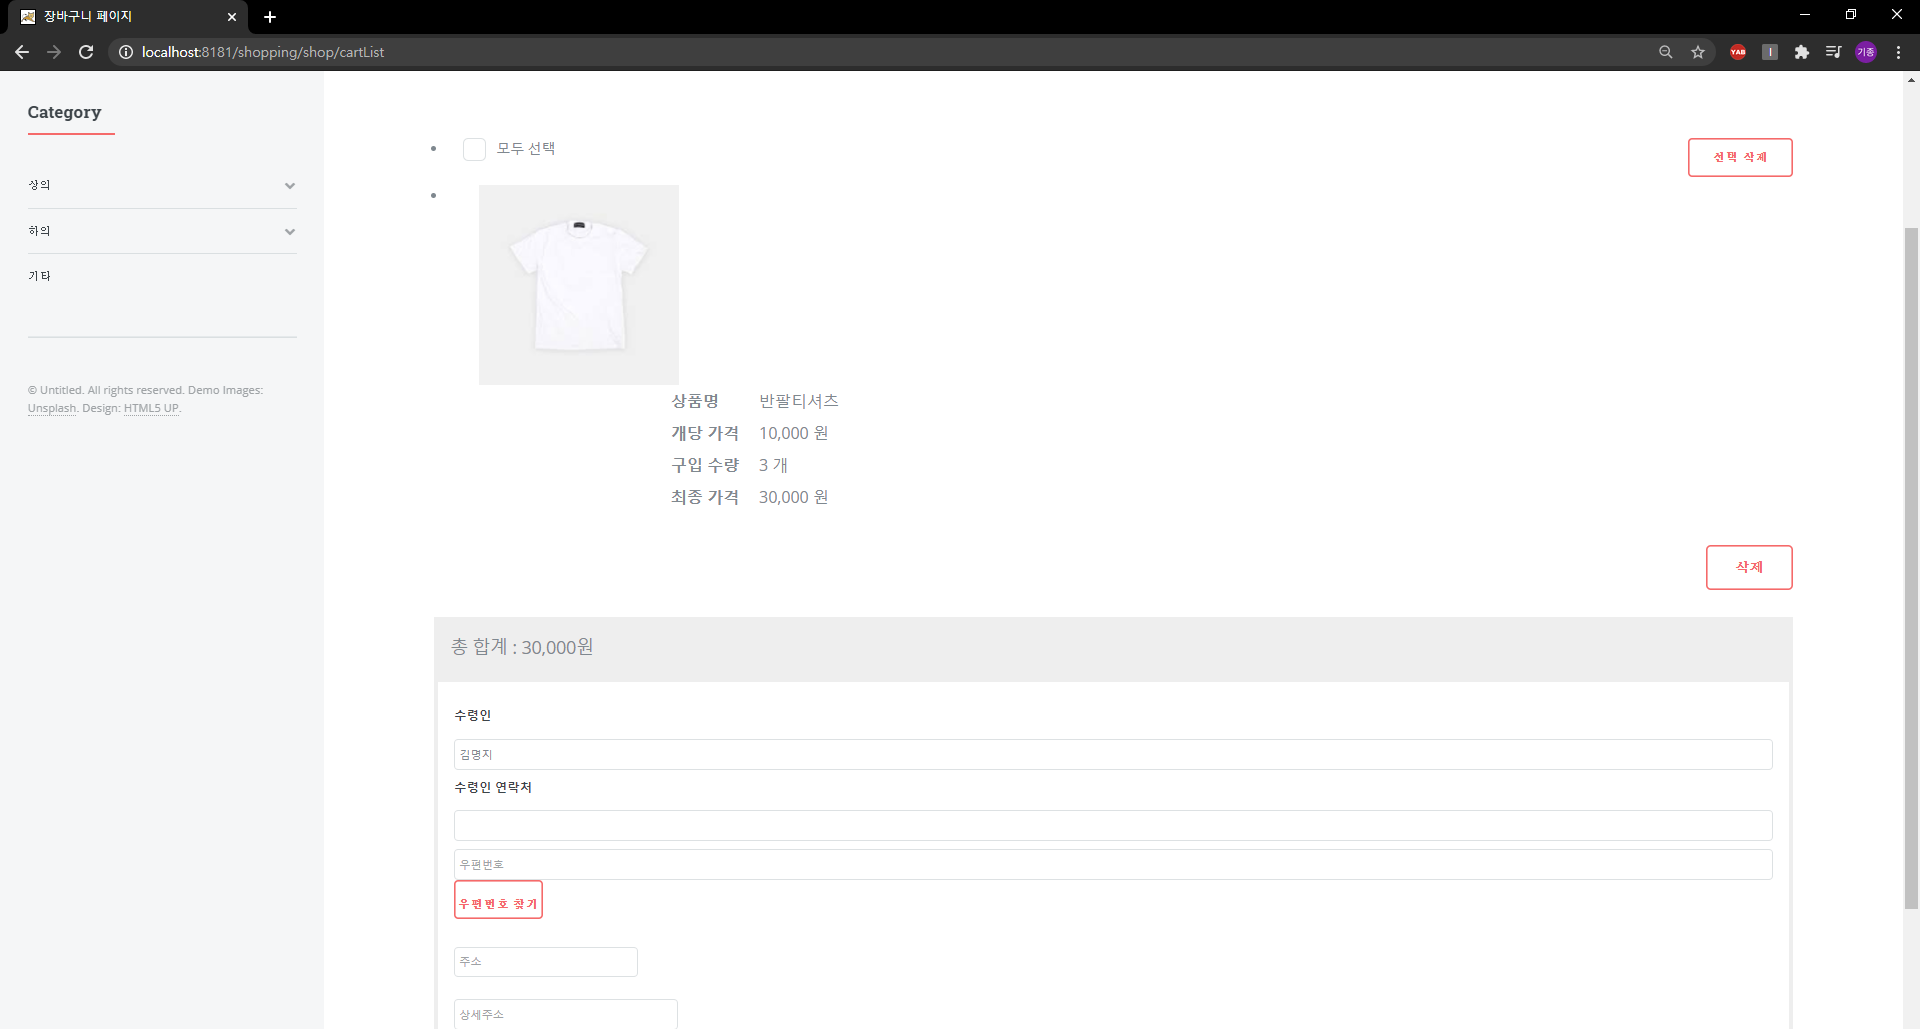 장바구니 페이지
localhost:8181/shopping/shop/cartList
YAB
기종
Category
상의
하의
기타
© Untitled. All rights reserved. Demo Images:
Unsplash. Design: HTML5 UP.
모두 선택
선택 삭제
상품명 반팔티셔츠
개당 가격 10,000 원
구입 수량 3 개
최종 가격 30,000 원
삭제
총 합계 : 30,000원
수령인
김명지
수령인 연락처
우편번호
우편번호 찾기
주소
상세주소